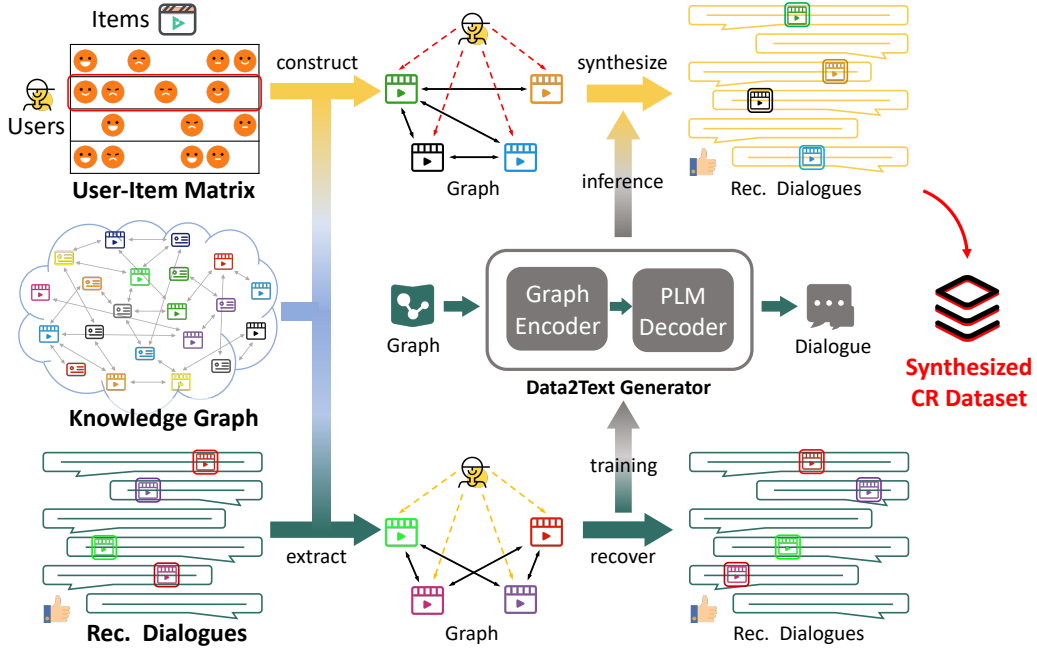 Items
Users
User-Item Matrix
construct
Graph
synthesize
Rec. Dialogues
inference
Knowledge Graph
Graph
Graph
Encoder
PLM
Decoder
Dialogue
Data2Text Generator
Synthesized
CR Dataset
training
Rec. Dialogues
extract
Graph
recover
Rec. Dialogues